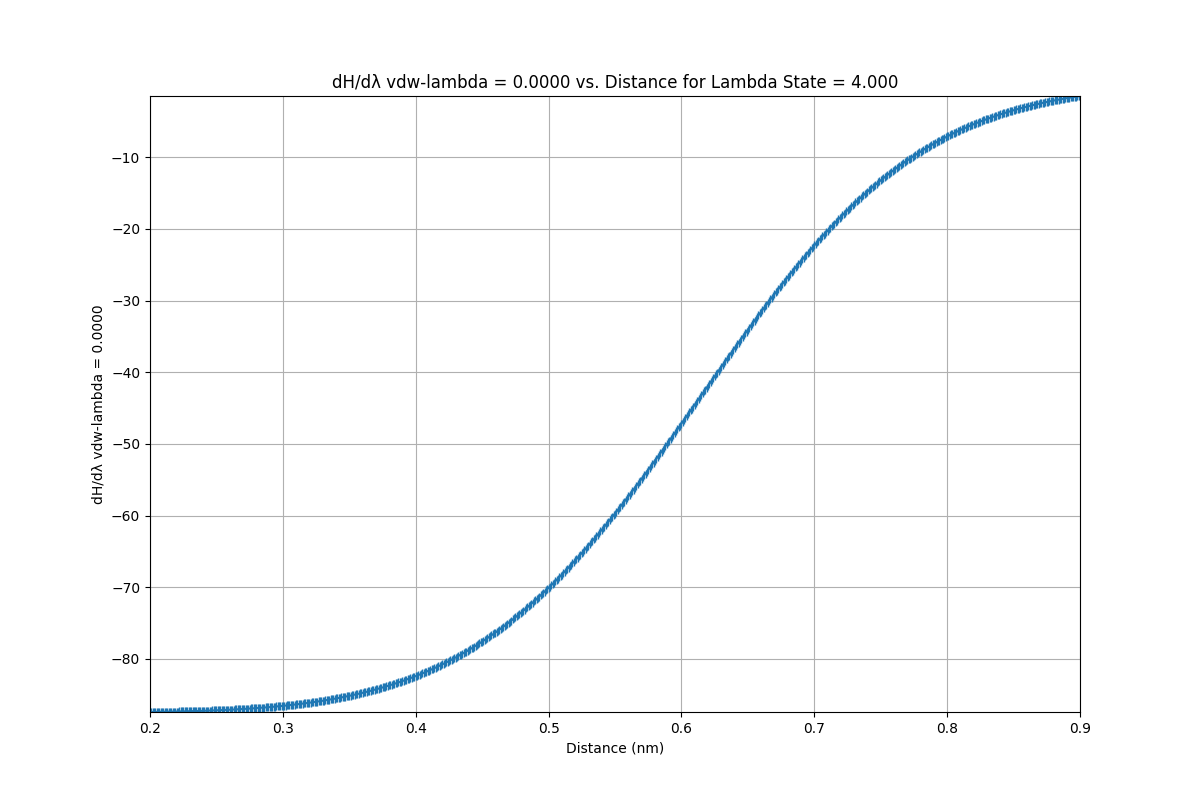 dH/dλ vdw-lambda = 0.0000 vs. Distance for Lambda State = 4.000
dH/dλ vdw-lambda = 0.0000
−10
−20
−30
−40
−50
−60
−70
−80
0.2 0.3 0.4 0.5 0.6 0.7 0.8 0.9
Distance (nm)